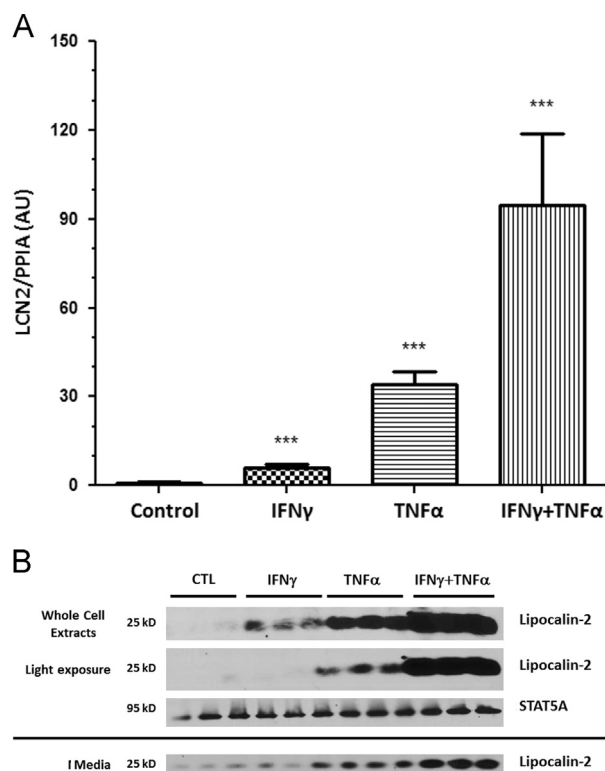 A
150
120
90
60
30
0
LCN2/PPIA (AU)
***
***
***
Control IFNγ TNFα IFNγ+TNFα
B
CTL IFNγ TNFα IFNγ+TNFα
Whole Cell Extracts 25 kD Lipocalin-2
Light exposure 25 kD Lipocalin-2
95 kD STAT5A
Media 25 kD Lipocalin-2